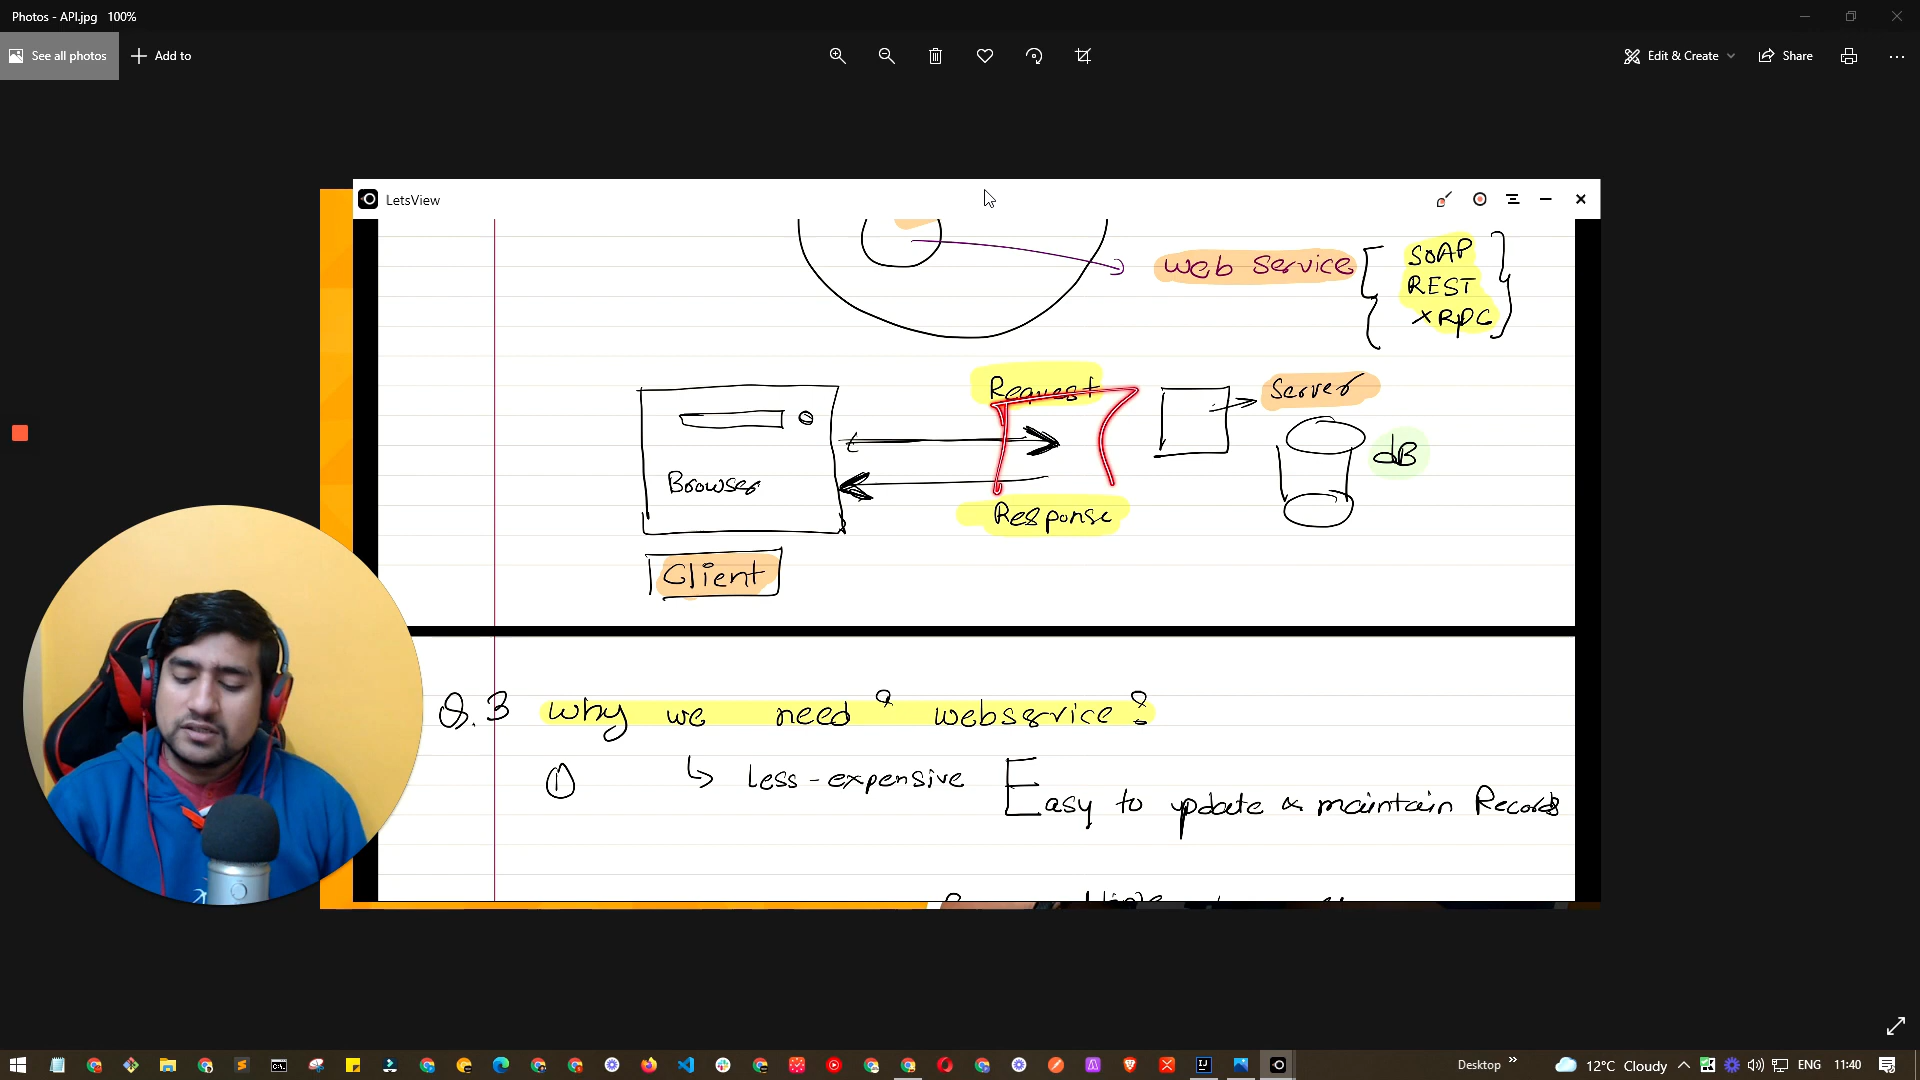 Photos - API.jpg 100%
See all photos
Add to
Edit & Create
Share
LetsView
Web Service
SOAP
REST
XRPC
Request
Server
dB
Browser
Response
Client
Q.3 Why we need webservice?
① ↳ Less-expensive
Easy to update & maintain Records
Desktop
12°C Cloudy
ENG
11:40